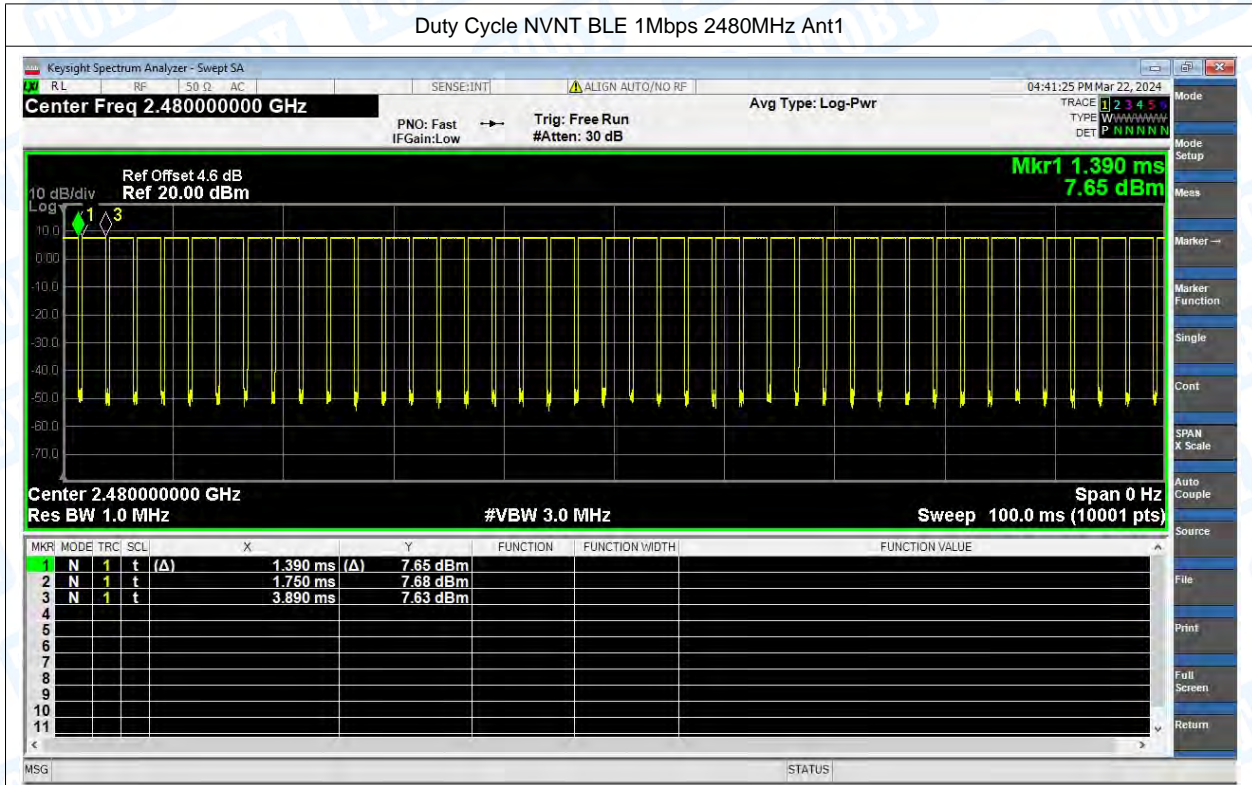 Duty Cycle NVNT BLE 1Mbps 2480MHz Ant1
Keysight Spectrum Analyzer - Swept SA
LXI RL RF 50 Ω AC SENSE:INT ALIGN AUTO/NO RF 04:41:25 PM Mar 22, 2024
Center Freq 2.480000000 GHz
PNO: Fast
IFGain:Low
Trig: Free Run
#Atten: 30 dB
Avg Type: Log-Pwr
TRACE 1 2 3 4 5 6
TYPE WWWWWWW
DET P N N N N N
Mkr1 1.390 ms
7.65 dBm
Ref Offset 4.6 dB
10 dB/div Ref 20.00 dBm
Log
1 3
10.0
0.00
-10.0
-20.0
-30.0
-40.0
-50.0
-60.0
-70.0
Center 2.480000000 GHz Span 0 Hz
Res BW 1.0 MHz #VBW 3.0 MHz Sweep 100.0 ms (10001 pts)
MKR MODE TRC SCL X Y FUNCTION FUNCTION WIDTH FUNCTION VALUE
1 N 1 t (Δ) 1.390 ms (Δ) 7.65 dBm
2 N 1 t 1.750 ms 7.68 dBm
3 N 1 t 3.890 ms 7.63 dBm
4
5
6
7
8
9
10
11
MSG STATUS
Mode
Mode
Setup
Meas
Marker→
Marker
Function
Single
Cont
SPAN
X Scale
Auto
Couple
Source
File
Print
Full
Screen
Return
TOBY